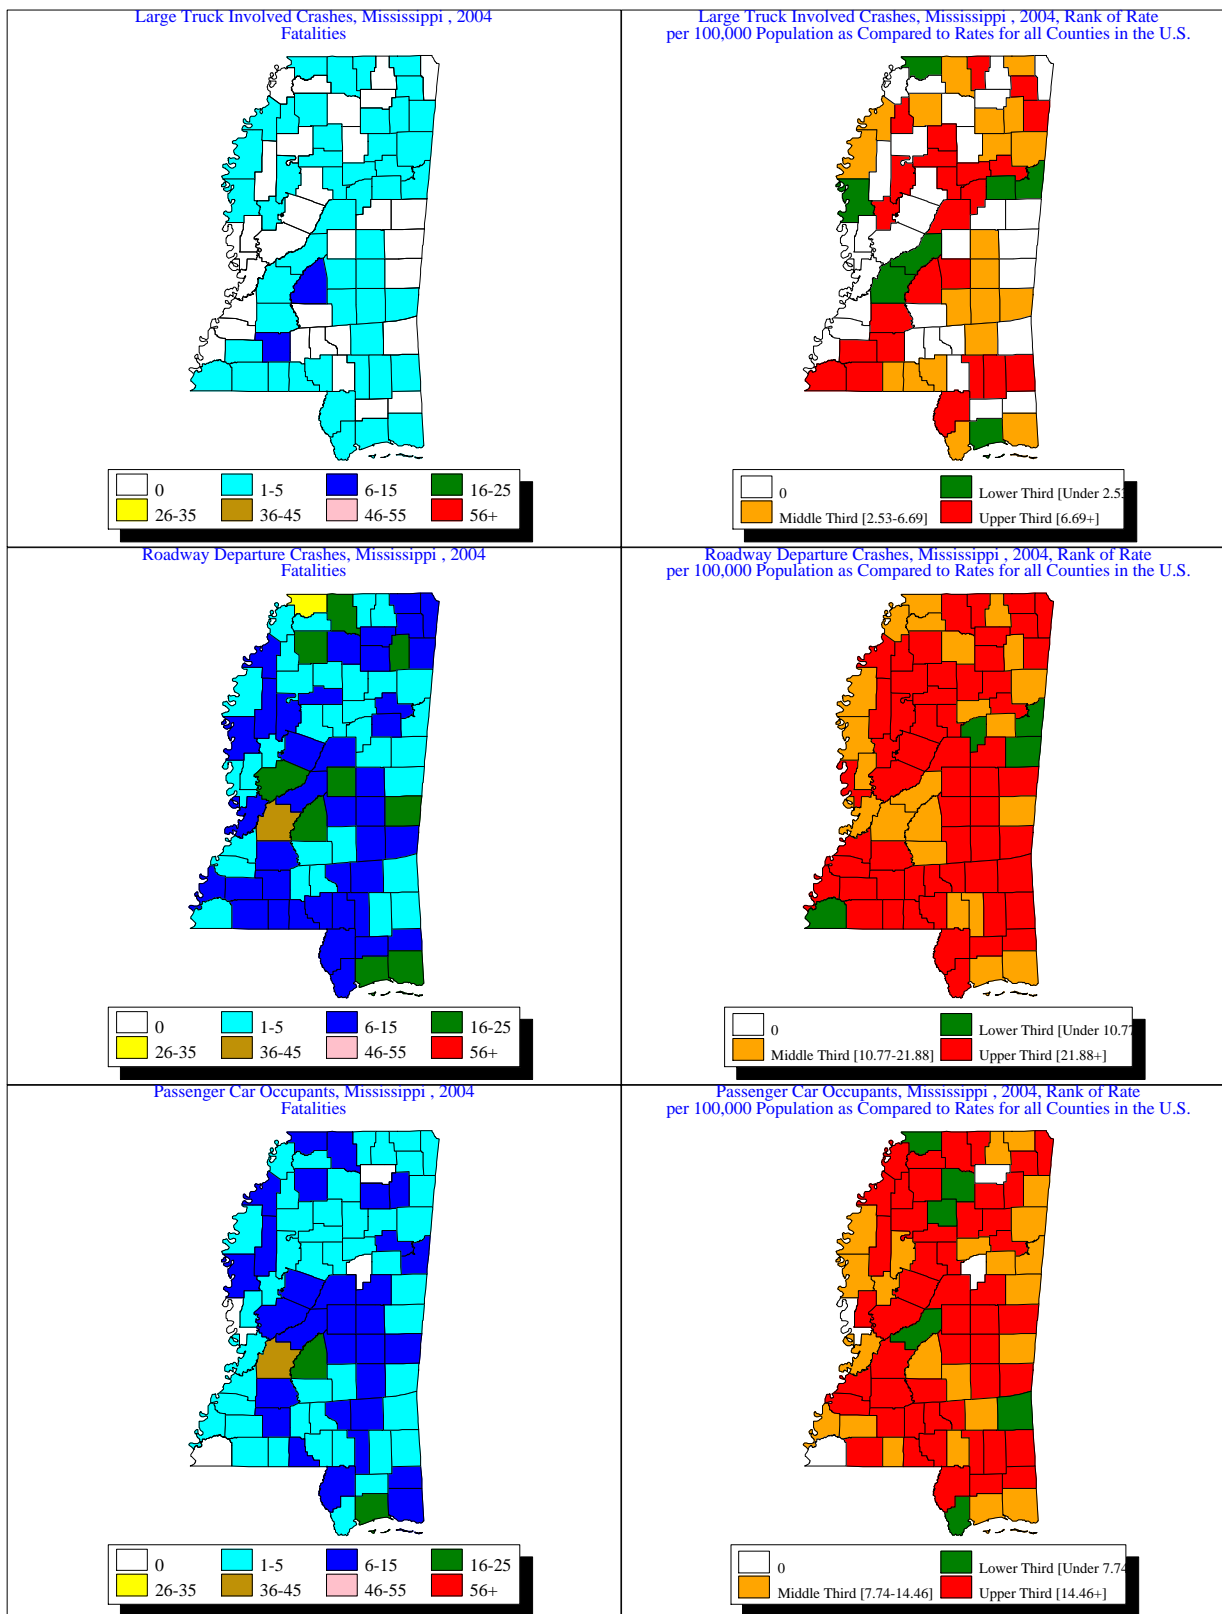 Large Truck Involved Crashes, Mississippi , 2004
Fatalities
0
1-5
6-15
16-25
26-35
36-45
46-55
56+
Large Truck Involved Crashes, Mississippi , 2004, Rank of Rate
per 100,000 Population as Compared to Rates for all Counties in the U.S.
0
Lower Third [Under 2.53
Middle Third [2.53-6.69]
Upper Third [6.69+]
Roadway Departure Crashes, Mississippi , 2004
Fatalities
0
1-5
6-15
16-25
26-35
36-45
46-55
56+
Roadway Departure Crashes, Mississippi , 2004, Rank of Rate
per 100,000 Population as Compared to Rates for all Counties in the U.S.
0
Lower Third [Under 10.77
Middle Third [10.77-21.88]
Upper Third [21.88+]
Passenger Car Occupants, Mississippi , 2004
Fatalities
0
1-5
6-15
16-25
26-35
36-45
46-55
56+
Passenger Car Occupants, Mississippi , 2004, Rank of Rate
per 100,000 Population as Compared to Rates for all Counties in the U.S.
0
Lower Third [Under 7.74
Middle Third [7.74-14.46]
Upper Third [14.46+]